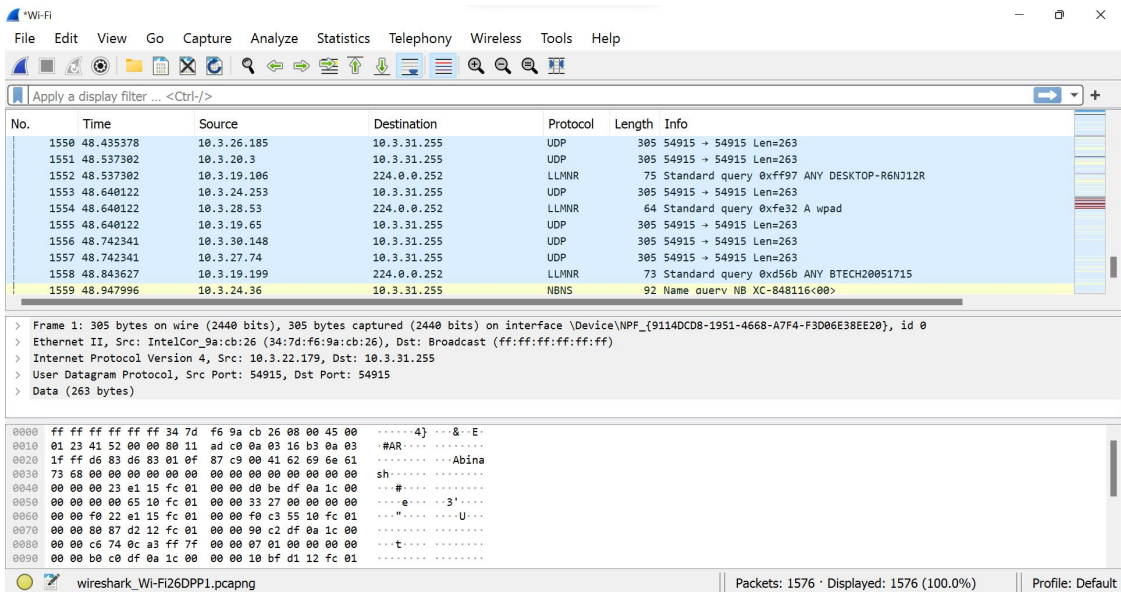 *Wi-Fi
File Edit View Go Capture Analyze Statistics Telephony Wireless Tools Help
Apply a display filter ... <Ctrl-/>
No. Time Source Destination Protocol Length Info
1550 48.435378 10.3.26.185 10.3.31.255 UDP 305 54915 → 54915 Len=263
1551 48.537302 10.3.20.3 10.3.31.255 UDP 305 54915 → 54915 Len=263
1552 48.537302 10.3.19.106 224.0.0.252 LLMNR 75 Standard query 0xff97 ANY DESKTOP-R6NJ12R
1553 48.640122 10.3.24.253 10.3.31.255 UDP 305 54915 → 54915 Len=263
1554 48.640122 10.3.28.53 224.0.0.252 LLMNR 64 Standard query 0xfe32 A wpad
1555 48.640122 10.3.19.65 10.3.31.255 UDP 305 54915 → 54915 Len=263
1556 48.742341 10.3.30.148 10.3.31.255 UDP 305 54915 → 54915 Len=263
1557 48.742341 10.3.27.74 10.3.31.255 UDP 305 54915 → 54915 Len=263
1558 48.843627 10.3.19.199 224.0.0.252 LLMNR 73 Standard query 0xd56b ANY BTECH20051715
1559 48.947996 10.3.24.36 10.3.31.255 NBNS 92 Name query NB XC-848116<00>
> Frame 1: 305 bytes on wire (2440 bits), 305 bytes captured (2440 bits) on interface \Device\NPF_{9114DCD8-1951-4668-A7F4-F3D06E38EE20}, id 0
> Ethernet II, Src: IntelCor_9a:cb:26 (34:7d:f6:9a:cb:26), Dst: Broadcast (ff:ff:ff:ff:ff:ff)
> Internet Protocol Version 4, Src: 10.3.22.179, Dst: 10.3.31.255
> User Datagram Protocol, Src Port: 54915, Dst Port: 54915
> Data (263 bytes)
0000 ff ff ff ff ff ff 34 7d f6 9a cb 26 08 00 45 00 ······4} ···&··E·
0010 01 23 41 52 00 00 80 11 ad c0 0a 03 16 b3 0a 03 ·#AR···· ········
0020 1f ff d6 83 d6 83 01 0f 87 c9 00 41 62 69 6e 61 ········ ···Abina
0030 73 68 00 00 00 00 00 00 00 00 00 00 00 00 00 00 sh······ ········
0040 00 00 00 23 e1 15 fc 01 00 00 d0 be df 0a 1c 00 ···#···· ········
0050 00 00 00 00 65 10 fc 01 00 00 33 27 00 00 00 00 ····e··· ··3'····
0060 00 00 f0 22 e1 15 fc 01 00 00 f0 c3 55 10 fc 01 ···"···· ····U···
0070 00 00 80 87 d2 12 fc 01 00 00 90 c2 df 0a 1c 00 ········ ········
0080 00 00 c6 74 0c a3 ff 7f 00 00 07 01 00 00 00 00 ···t···· ········
0090 00 00 b0 c0 df 0a 1c 00 00 00 10 bf d1 12 fc 01 ········ ········
wireshark_Wi-Fi26DPP1.pcapng Packets: 1576 · Displayed: 1576 (100.0%) Profile: Default